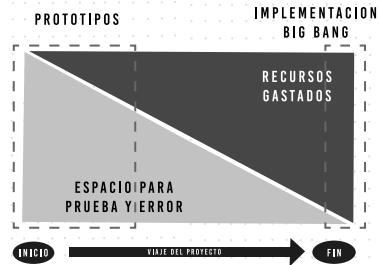 PROTOTIPOS
IMPLEMENTACION
BIG BANG
RECURSOS
GASTADOS
ESPACIO PARA
PRUEBA Y ERROR
INICIO
VIAJE DEL PROYECTO
FIN